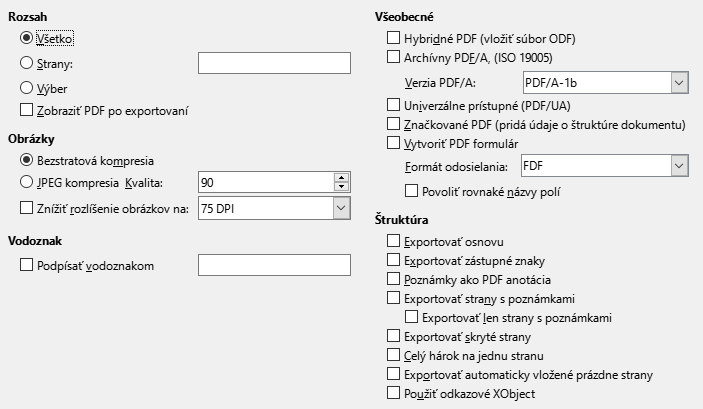 Rozsah
Všetko
Strany:
Výber
Zobraziť PDF po exportovaní
Obrázky
Bezstratová kompresia
JPEG kompresia Kvalita: 90
Znížiť rozlíšenie obrázkov na: 75 DPI
Vodoznak
Podpísať vodoznakom
Všeobecné
Hybridné PDF (vložiť súbor ODF)
Archívny PDF/A, (ISO 19005)
Verzia PDF/A: PDF/A-1b
Univerzálne prístupné (PDF/UA)
Značkované PDF (pridá údaje o štruktúre dokumentu)
Vytvoriť PDF formulár
Formát odosielania: FDF
Povoliť rovnaké názvy polí
Štruktúra
Exportovať osnovu
Exportovať zástupné znaky
Poznámky ako PDF anotácia
Exportovať strany s poznámkami
Exportovať len strany s poznámkami
Exportovať skryté strany
Celý hárok na jednu stranu
Exportovať automaticky vložené prázdne strany
Použiť odkazové XObject